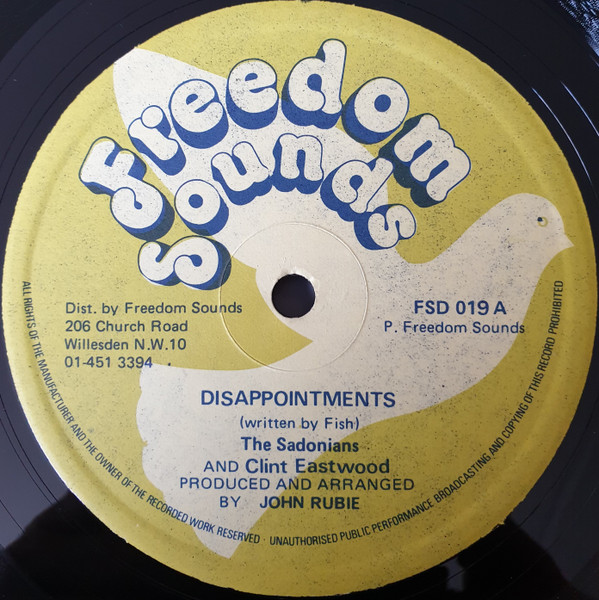 Freedom
Sounds
Dist. by Freedom Sounds
206 Church Road
Willesden N.W.10
01-451 3394 .
FSD 019 A
P. Freedom Sounds
DISAPPOINTMENTS
(written by Fish)
The Sadonians
AND Clint Eastwood
PRODUCED AND ARRANGED
BY JOHN RUBIE
ALL RIGHTS OF THE MANUFACTURER AND THE OWNER OF THE RECORDED WORK RESERVED · UNAUTHORISED PUBLIC PERFORMANCE BROADCASTING AND COPYING OF THIS RECORD PROHIBITED